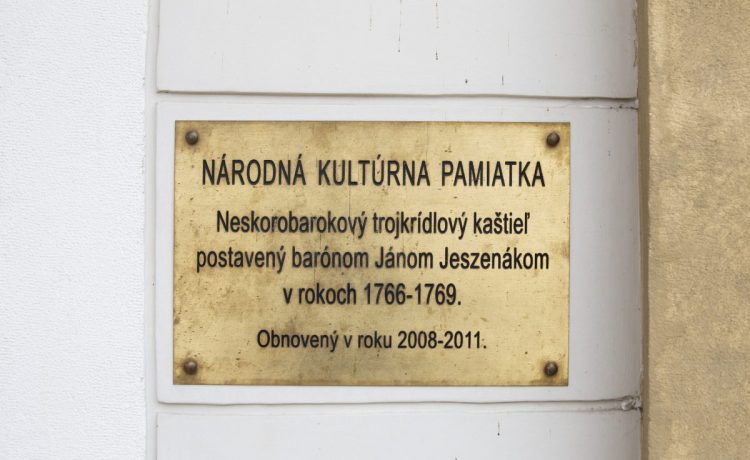 NÁRODNÁ KULTÚRNA PAMIATKA
Neskorobarokový trojkrídlový kaštieľ
postavený barónom Jánom Jeszenákom
v rokoch 1766-1769.
Obnovený v roku 2008-2011.